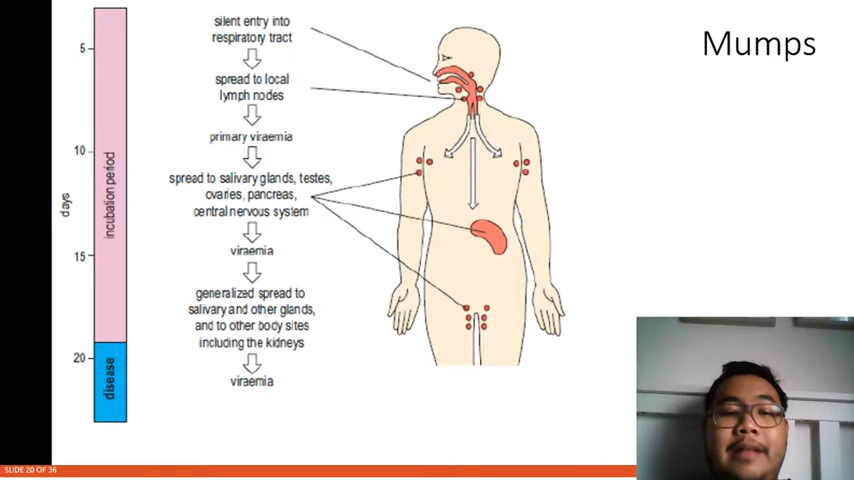 Mumps
silent entry into
respiratory tract
spread to local
lymph nodes
primary viraemia
spread to salivary glands, testes,
ovaries, pancreas,
central nervous system
viraemia
generalized spread to
salivary and other glands,
and to other body sites
including the kidneys
viraemia
5
10
15
20
days
incubation period
disease
SLIDE 20 OF 36